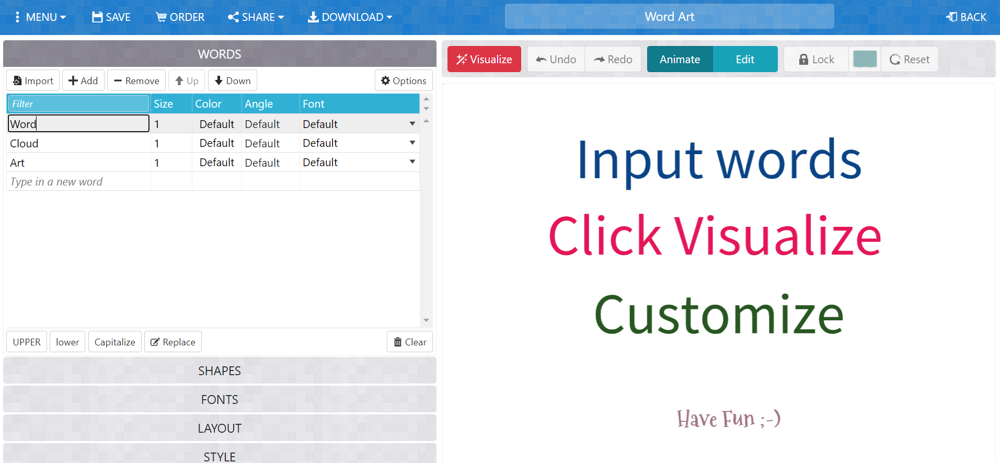 MENU SAVE ORDER SHARE DOWNLOAD Word Art BACK
WORDS
Import Add Remove Up Down Options
Filter Size Color Angle Font
Word 1 Default Default Default
Cloud 1 Default Default Default
Art 1 Default Default Default
Type in a new word
UPPER lower Capitalize Replace Clear
SHAPES
FONTS
LAYOUT
STYLE
Visualize Undo Redo Animate Edit Lock Reset
Input words
Click Visualize
Customize
Have Fun ;-)